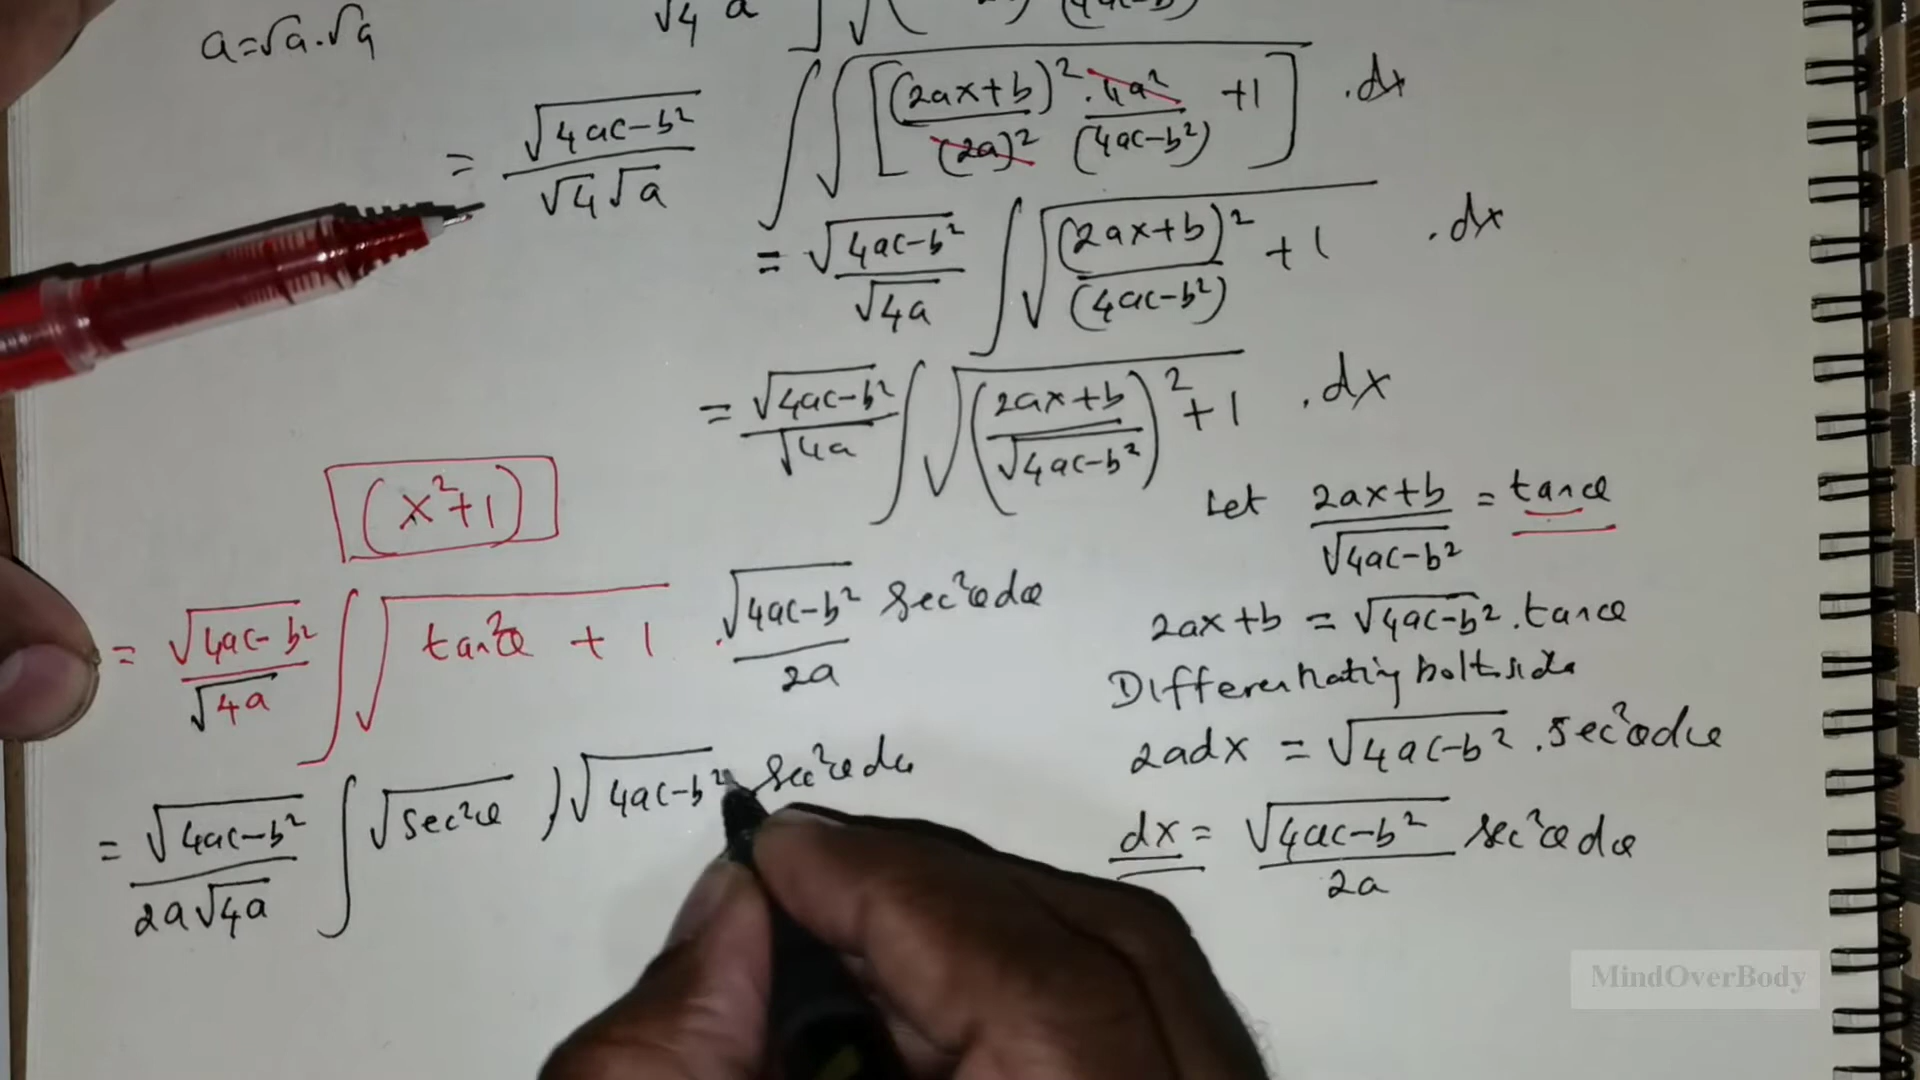 a=√a.√a
= √4ac-b² / √4 √a ∫√[(2ax+b)²/(2a)² . 4a²/(4ac-b²) +1] .dx
= √4ac-b² / √4a ∫√(2ax+b)²/(4ac-b²) + 1 .dx
= √4ac-b² / √4a ∫√(2ax+b / √4ac-b²)² + 1 .dx
(x²+1)
Let 2ax+b / √4ac-b² = tanθ
2ax+b = √4ac-b² . tanθ
Differentiating both side
2adx = √4ac-b² . sec²θdθ
dx = √4ac-b² / 2a sec²θdθ
= √4ac-b² / √4a ∫√tan²θ + 1 . √4ac-b² / 2a sec²θdθ
= √4ac-b² / 2a√4a ∫√sec²θ )√4ac-b² sec²θdθ
MindOverBody